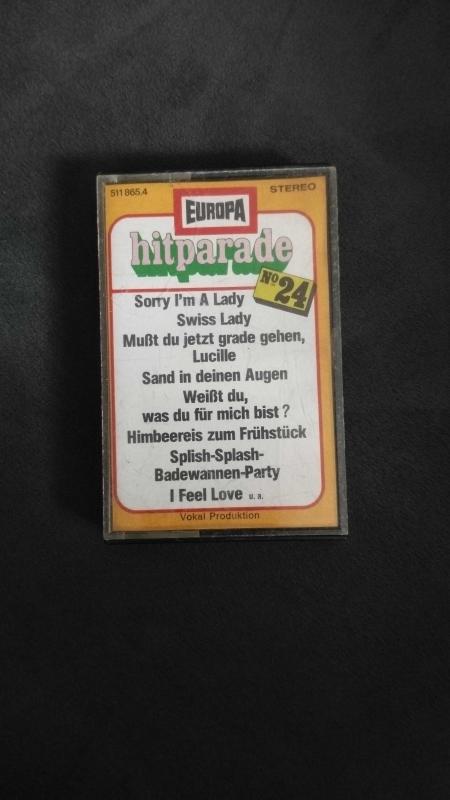 511 865.4
STEREO
EUROPA
hitparade
No 24
Sorry I'm A Lady
Swiss Lady
Mußt du jetzt grade gehen,
Lucille
Sand in deinen Augen
Weißt du,
was du für mich bist?
Himbeereis zum Frühstück
Splish-Splash-
Badewannen-Party
I Feel Love u. a.
Vokal Produktion